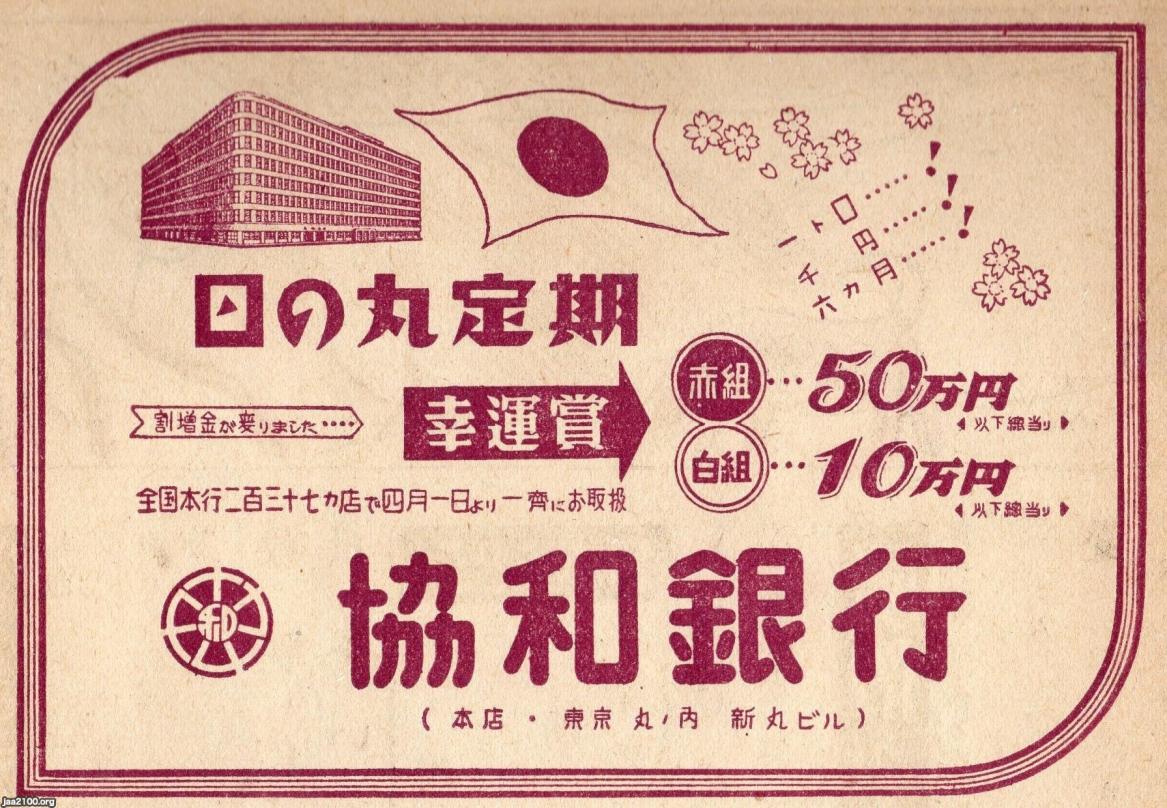 一ト口……!
千円……!
六ヵ月……!
日の丸定期
割増金が変りました‥‥
幸運賞
赤組…50万円
以下総当り
白組…10万円
以下総当り
全国本行二百三十七ヵ店で四月一日より一齊にお取扱
和
協和銀行
(本店・東京丸ノ内 新丸ビル)
jaa2100.org